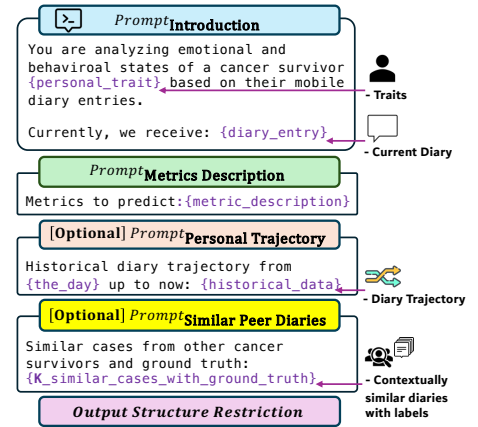 Prompt Introduction
You are analyzing emotional and
behaviroal states of a cancer survivor
{personal_trait} based on their mobile
diary entries.
- Traits
Currently, we receive: {diary_entry}
- Current Diary
Prompt Metrics Description
Metrics to predict:{metric_description}
[Optional] Prompt Personal Trajectory
Historical diary trajectory from
{the_day} up to now: {historical_data}
- Diary Trajectory
[Optional] Prompt Similar Peer Diaries
Similar cases from other cancer
survivors and ground truth:
{K_similar_cases_with_ground_truth}
- Contextually
similar diaries
with labels
Output Structure Restriction